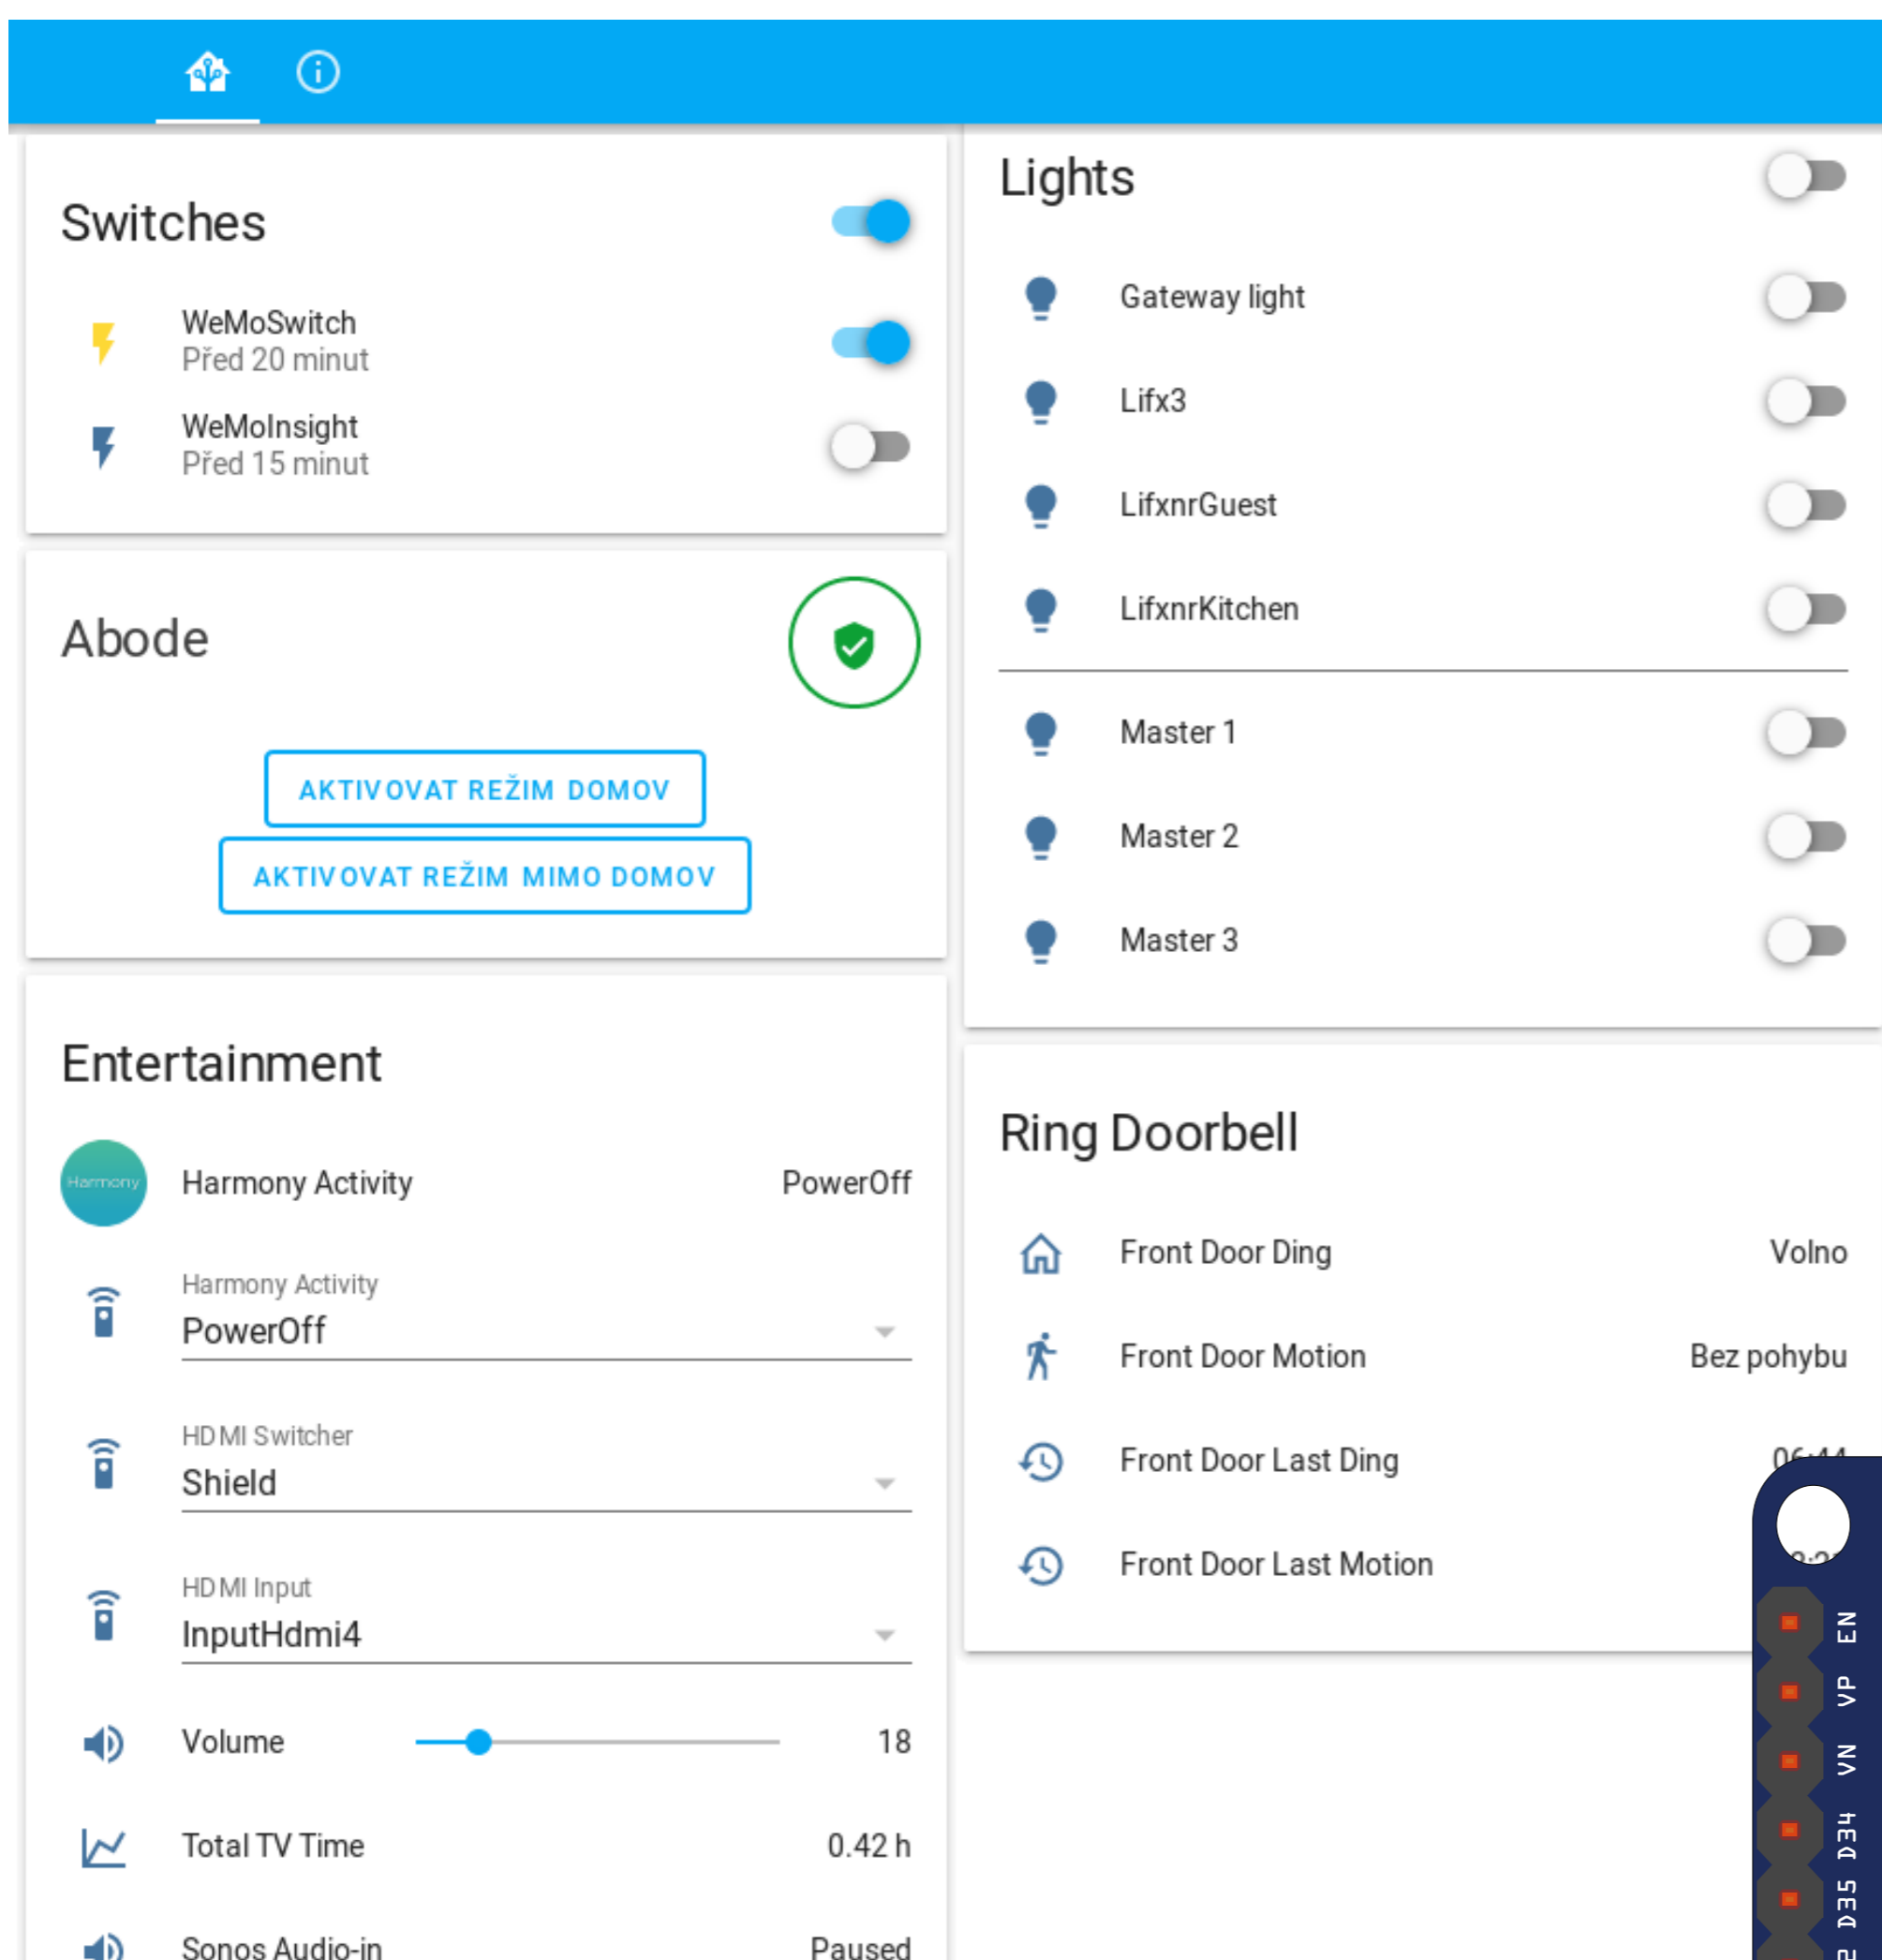 Switches
WeMoSwitch
Před 20 minut
WeMoInsight
Před 15 minut
Abode
AKTIVOVAT REŽIM DOMOV
AKTIVOVAT REŽIM MIMO DOMOV
Entertainment
Harmony
Harmony Activity
PowerOff
Harmony Activity
PowerOff
HDMI Switcher
Shield
HDMI Input
InputHdmi4
Volume
18
Total TV Time
0.42 h
Sonos Audio-in
Paused
Lights
Gateway light
Lifx3
LifxnrGuest
LifxnrKitchen
Master 1
Master 2
Master 3
Ring Doorbell
Front Door Ding
Volno
Front Door Motion
Bez pohybu
Front Door Last Ding
06:44
Front Door Last Motion
EN
VP
VN
D34
D35